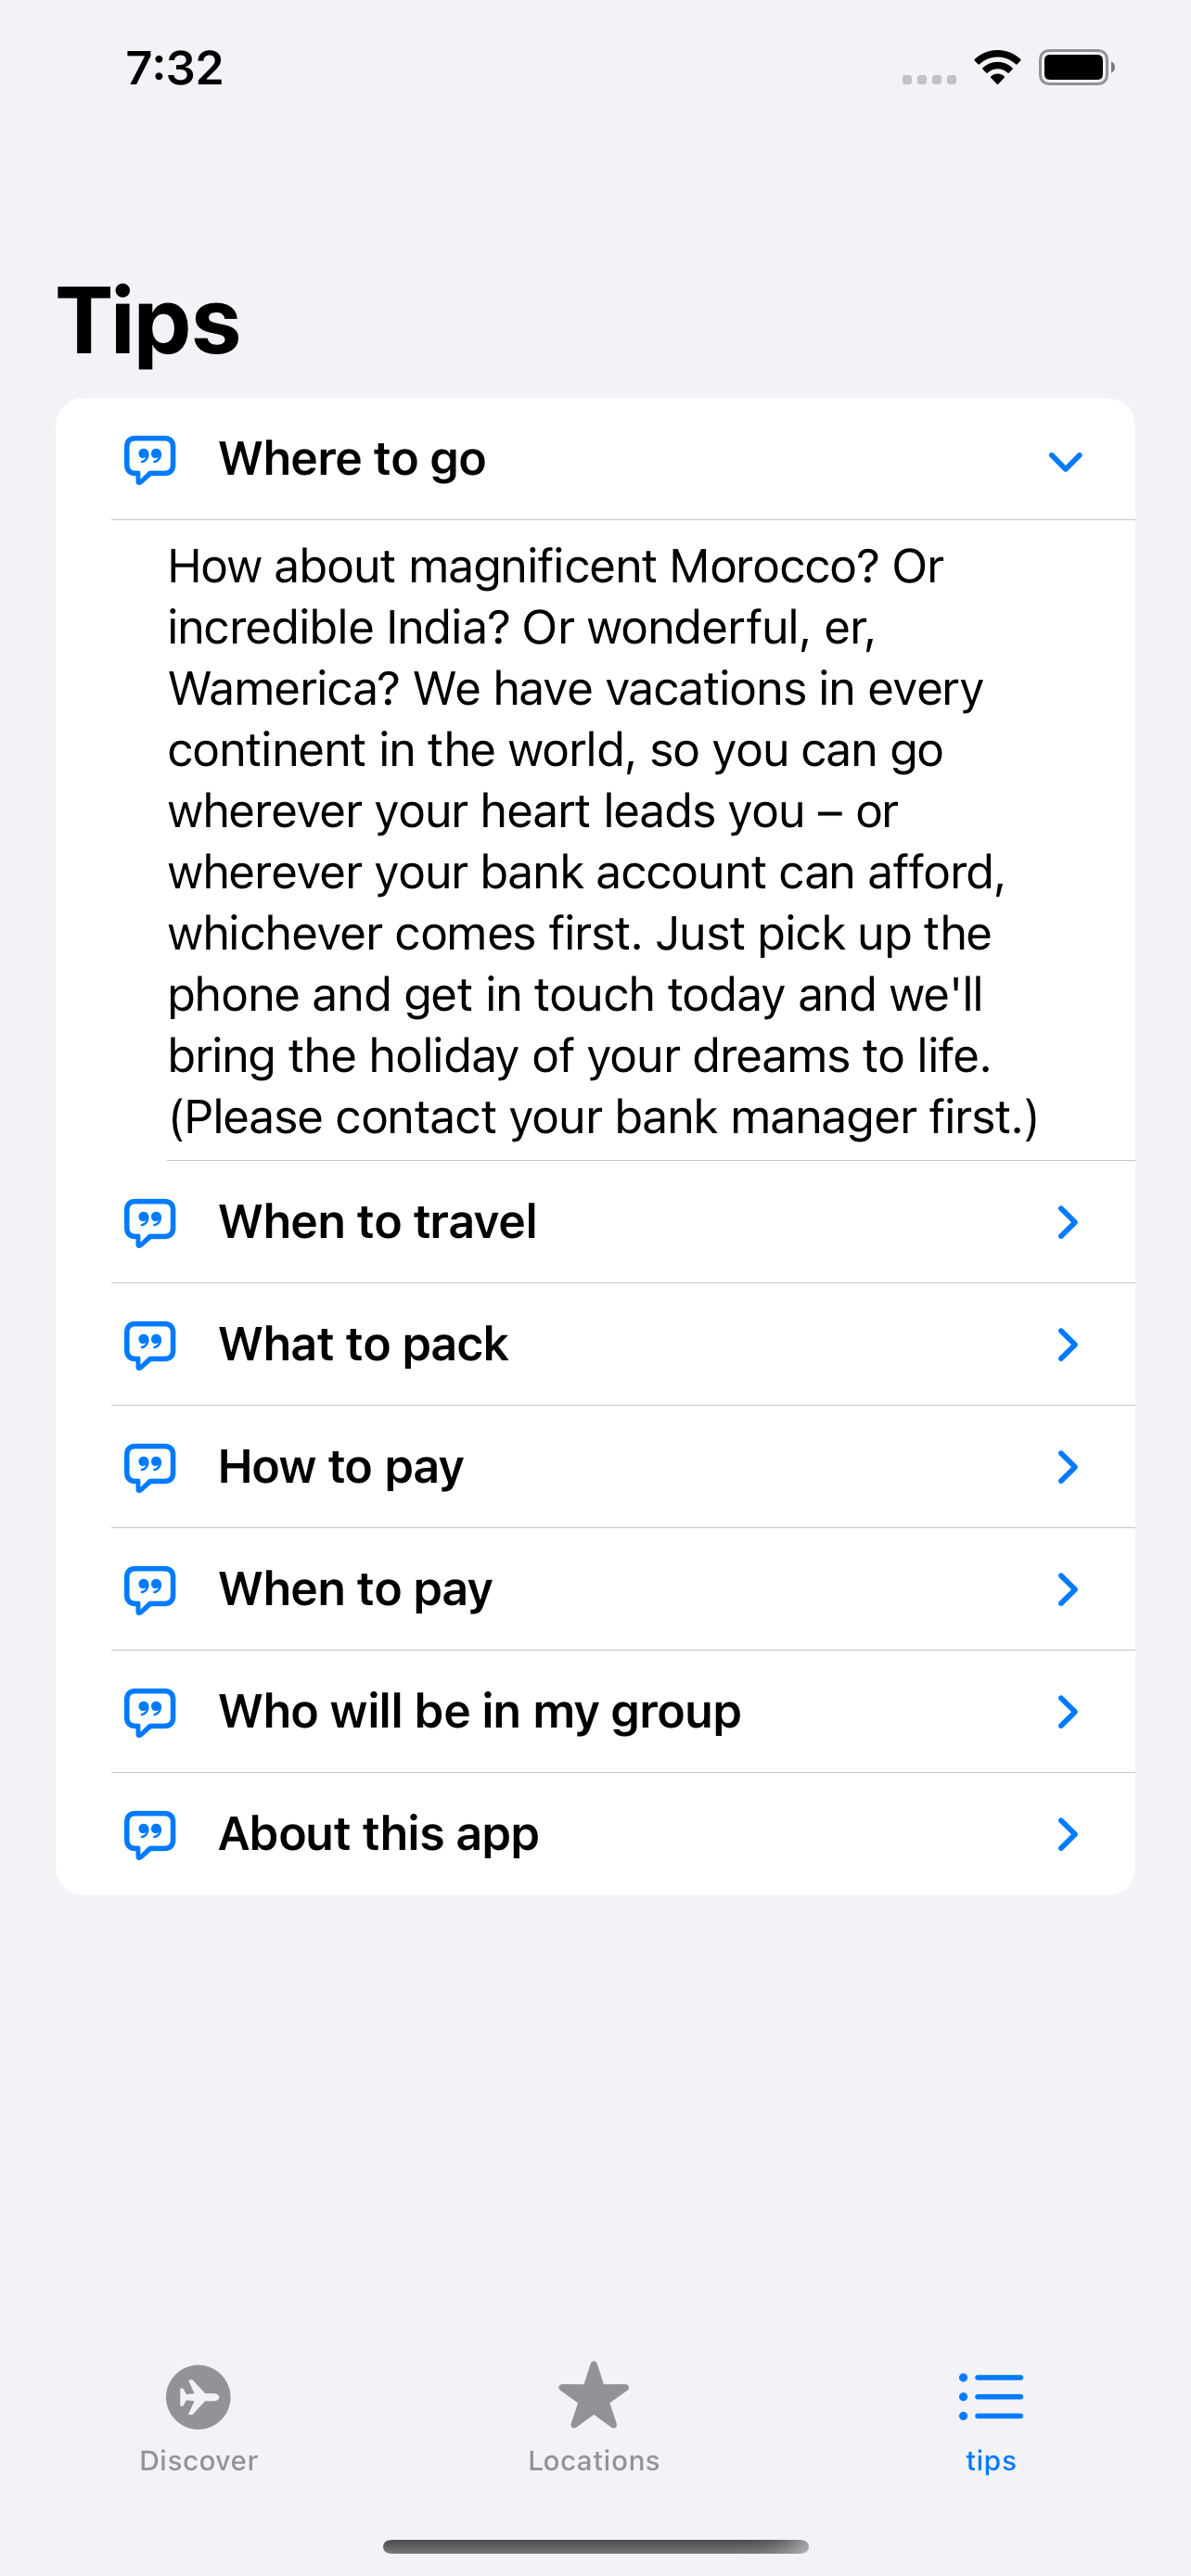 7:32
Tips
Where to go
How about magnificent Morocco? Or
incredible India? Or wonderful, er,
Wamerica? We have vacations in every
continent in the world, so you can go
wherever your heart leads you – or
wherever your bank account can afford,
whichever comes first. Just pick up the
phone and get in touch today and we'll
bring the holiday of your dreams to life.
(Please contact your bank manager first.)
When to travel
What to pack
How to pay
When to pay
Who will be in my group
About this app
Discover
Locations
tips